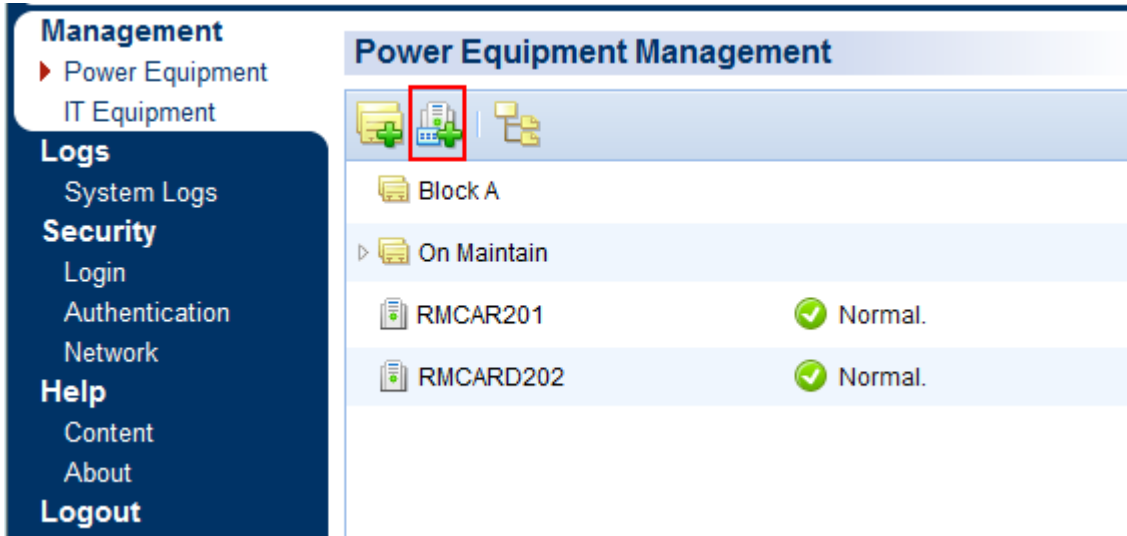 Management
Power Equipment
IT Equipment
Logs
System Logs
Security
Login
Authentication
Network
Help
Content
About
Logout
Power Equipment Management
Block A
On Maintain
RMCAR201 Normal.
RMCARD202 Normal.